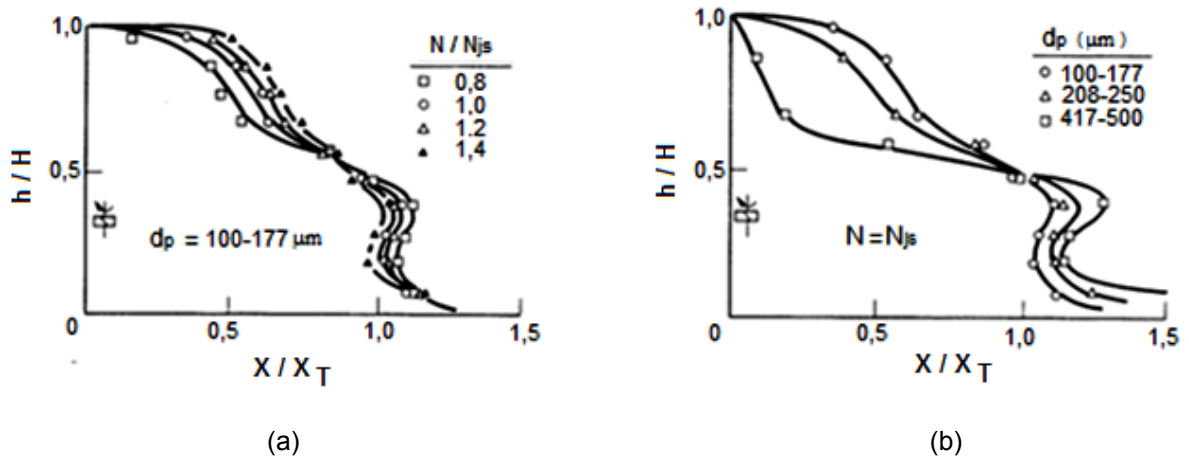 1,0
0,5
0
0,5
1,0
1,5
h / H
X / X T
N / Njs
0,8
1.0
1.2
1,4
dp = 100-177 μm
(a)
1,0
0,5
0
0,5
1,0
1,5
h / H
X / X T
dp (μm)
100-177
208-250
417-500
N = Njs
(b)